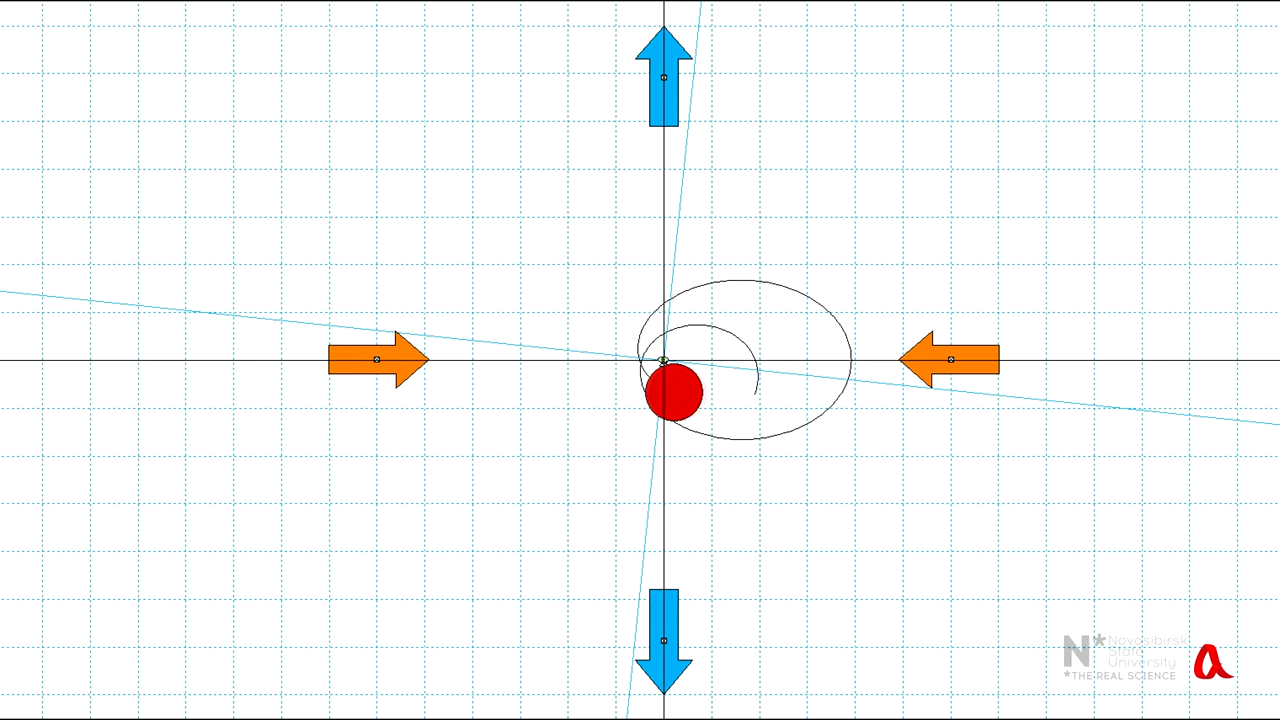 N*
Novosibirsk
State
University
*THE REAL SCIENCE
a